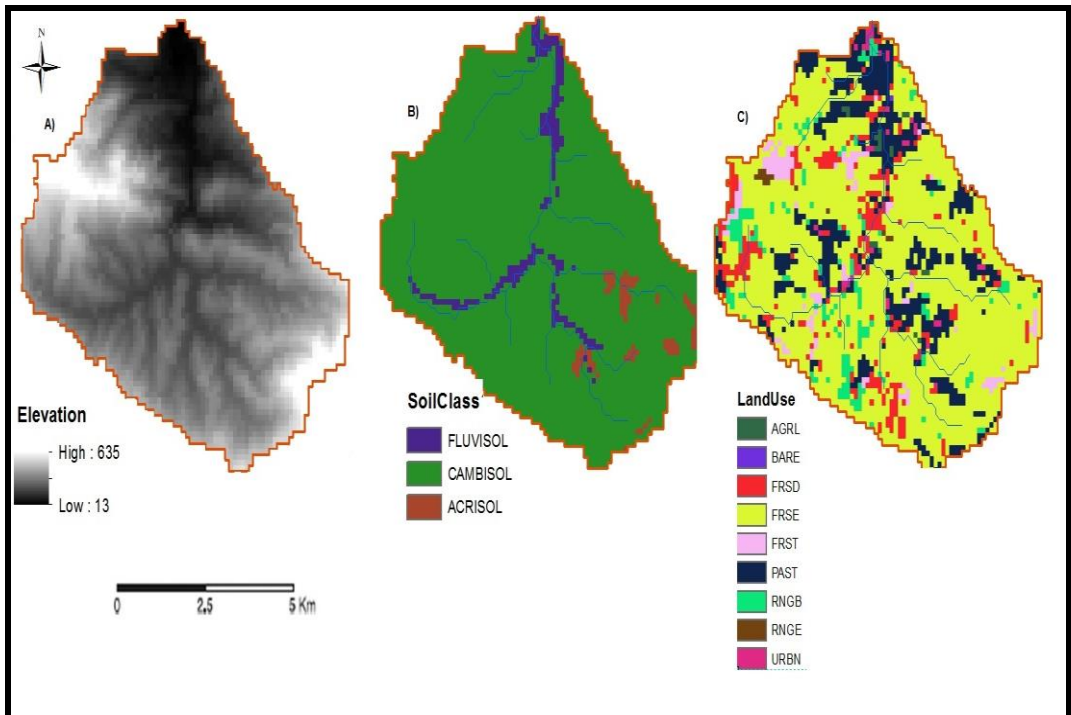 N
A)
B)
C)
Elevation
High : 635
Low : 13
0 2.5 5 Km
SoilClass
FLUVISOL
CAMBISOL
ACRISOL
LandUse
AGRL
BARE
FRSD
FRSE
FRST
PAST
RNGB
RNGE
URBN